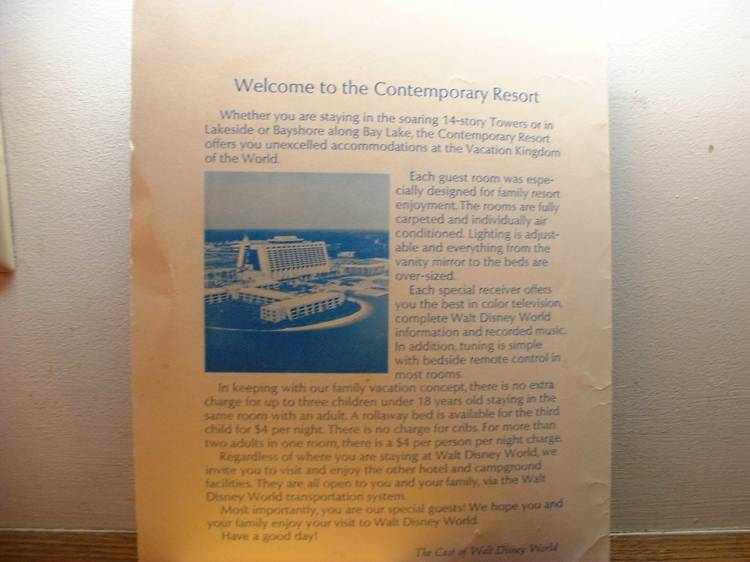 Welcome to the Contemporary Resort
Whether you are staying in the soaring 14-story Towers or in
Lakeside or Bayshore along Bay Lake, the Contemporary Resort
offers you unexcelled accommodations at the Vacation Kingdom
of the World.
Each guest room was espe-
cially designed for family resort
enjoyment. The rooms are fully
carpeted and individually air
conditioned. Lighting is adjust-
able and everything from the
vanity mirror to the beds are
over-sized.
Each special receiver offers
you the best in color television,
complete Walt Disney World
information and recorded music.
In addition, tuning is simple
with bedside remote control in
most rooms.
In keeping with our family vacation concept, there is no extra
charge for up to three children under 18 years old staying in the
same room with an adult. A rollaway bed is available for the third
child for $4 per night. There is no charge for cribs. For more than
two adults in one room, there is a $4 per person per night charge.
Regardless of where you are staying at Walt Disney World, we
invite you to visit and enjoy the other hotel and campground
facilities. They are all open to you and your family, via the Walt
Disney World transportation system.
Most importantly, you are our special guests! We hope you and
your family enjoy your visit to Walt Disney World.
Have a good day!
The Cast of Walt Disney World